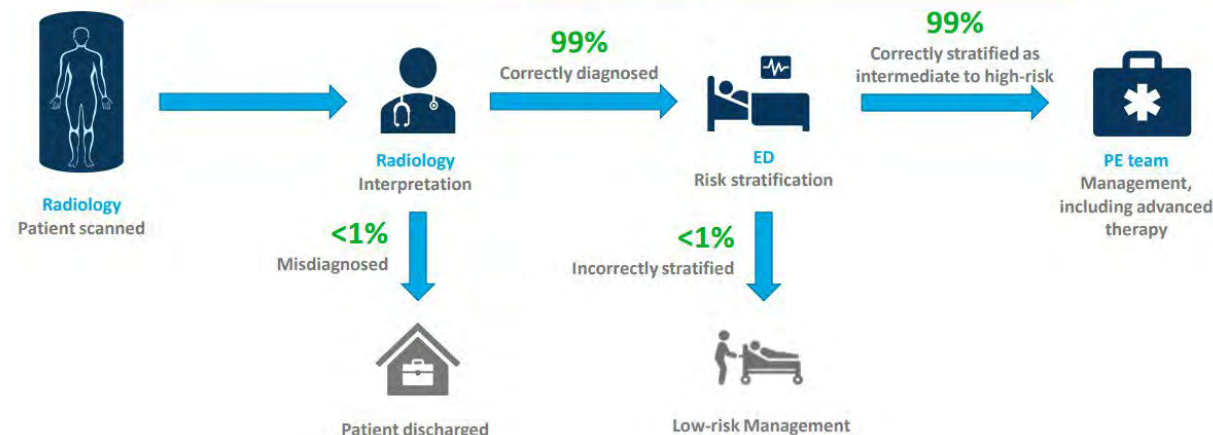 99%
Correctly diagnosed
99%
Correctly stratified as
intermediate to high-risk
Radiology
Patient scanned
Radiology
Interpretation
ED
Risk stratification
PE team
Management,
including advanced
therapy
<1%
Misdiagnosed
<1%
Incorrectly stratified
Patient discharged
Low-risk Management